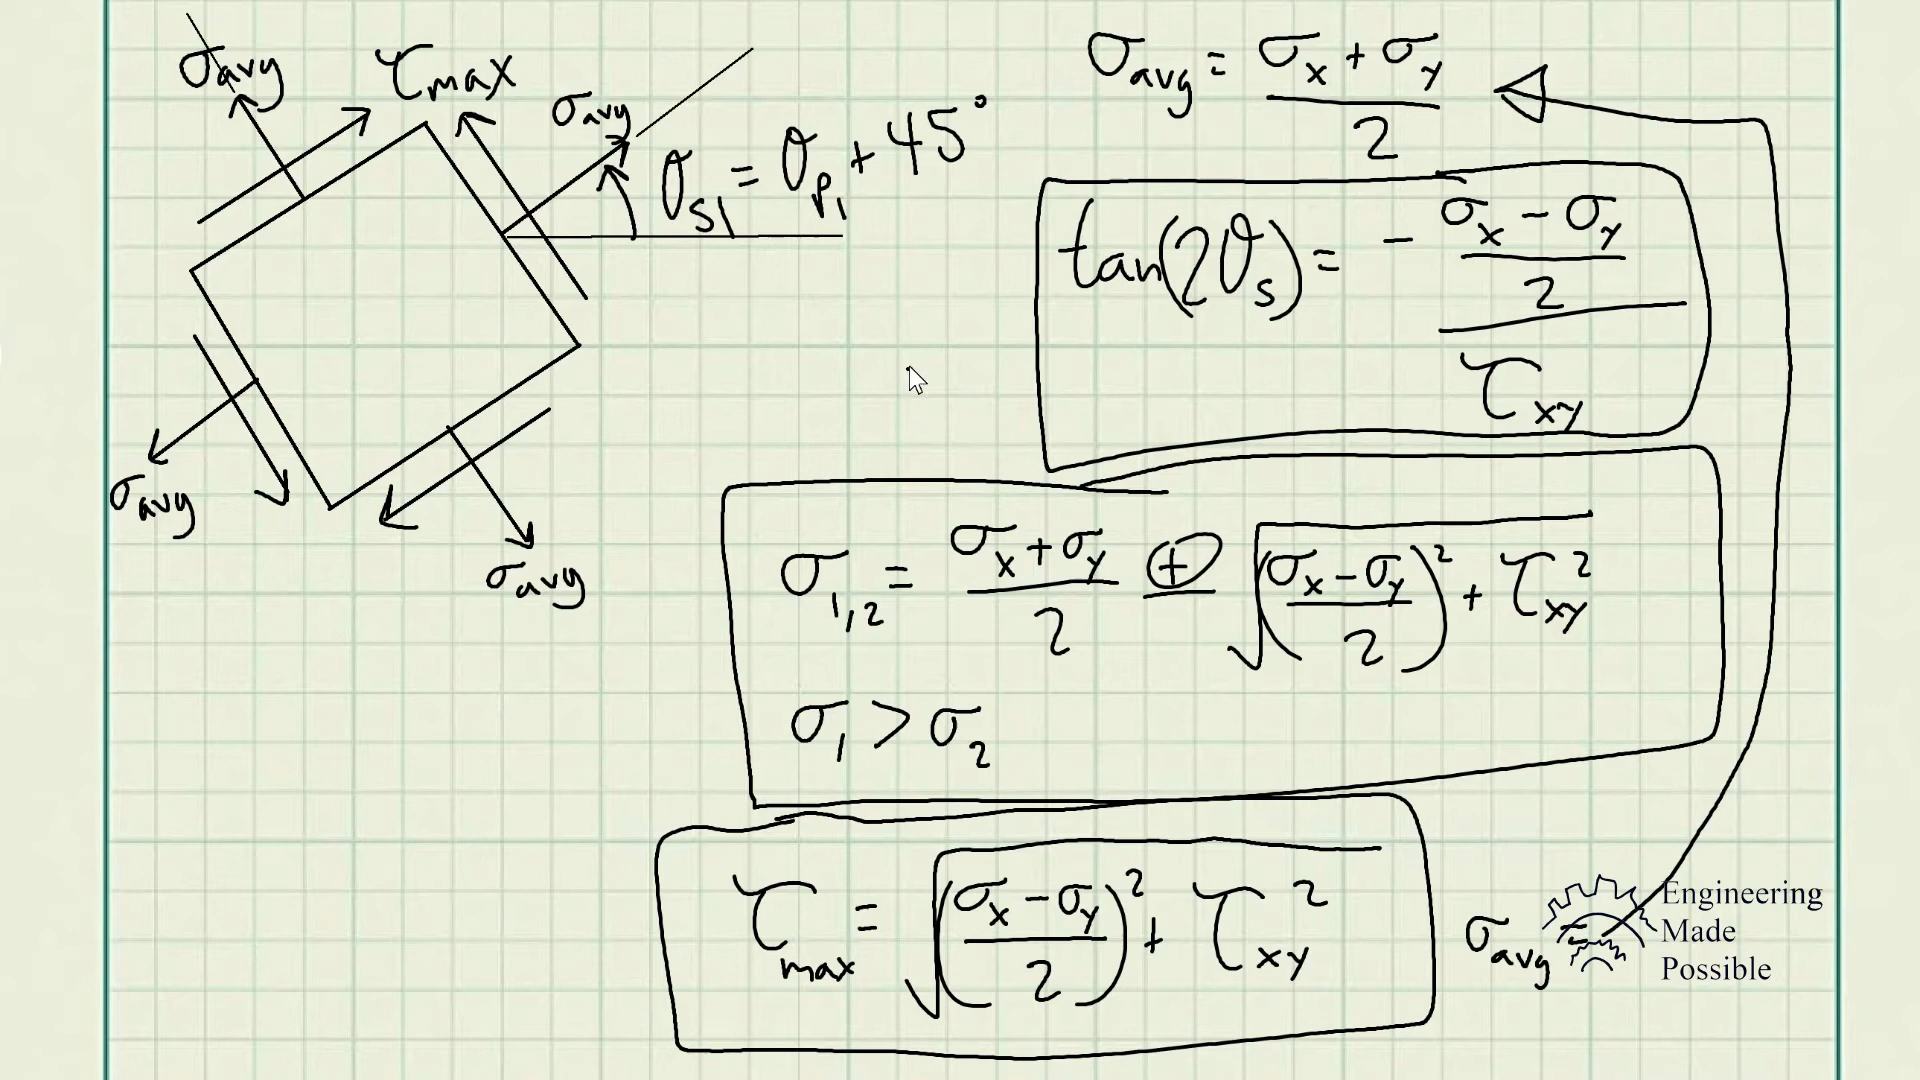 σavg
τmax
σavg
θs1 = θp1 + 45°
σavg
σavg
σavg = (σx + σy)/2
tan(2θs) = - ((σx - σy)/2)/τxy
σ1,2 = (σx + σy)/2 ± √(((σx - σy)/2)² + τxy²)
σ1 > σ2
τmax = √(((σx - σy)/2)² + τxy²)
σavg =
Engineering
Made
Possible